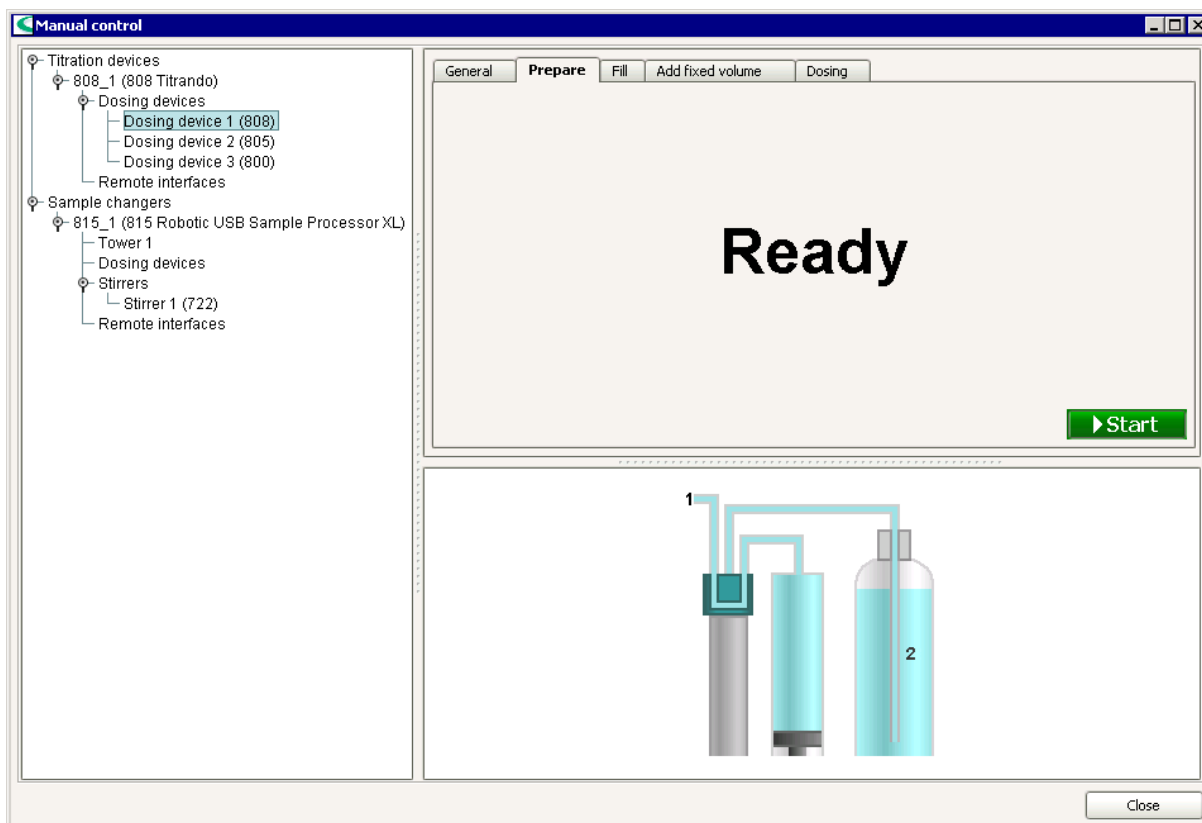 Manual control
Titration devices
808_1 (808 Titrando)
Dosing devices
Dosing device 1 (808)
Dosing device 2 (805)
Dosing device 3 (800)
Remote interfaces
Sample changers
815_1 (815 Robotic USB Sample Processor XL)
Tower 1
Dosing devices
Stirrers
Stirrer 1 (722)
Remote interfaces
General Prepare Fill Add fixed volume Dosing
Ready
Start
1
2
Close